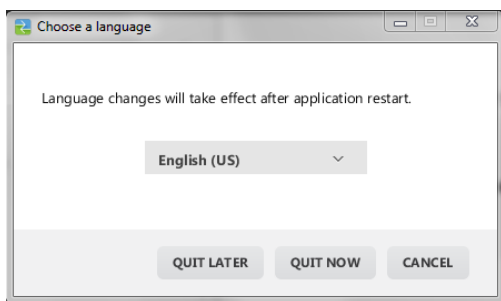 Choose a language
Language changes will take effect after application restart.
English (US)
QUIT LATER QUIT NOW CANCEL